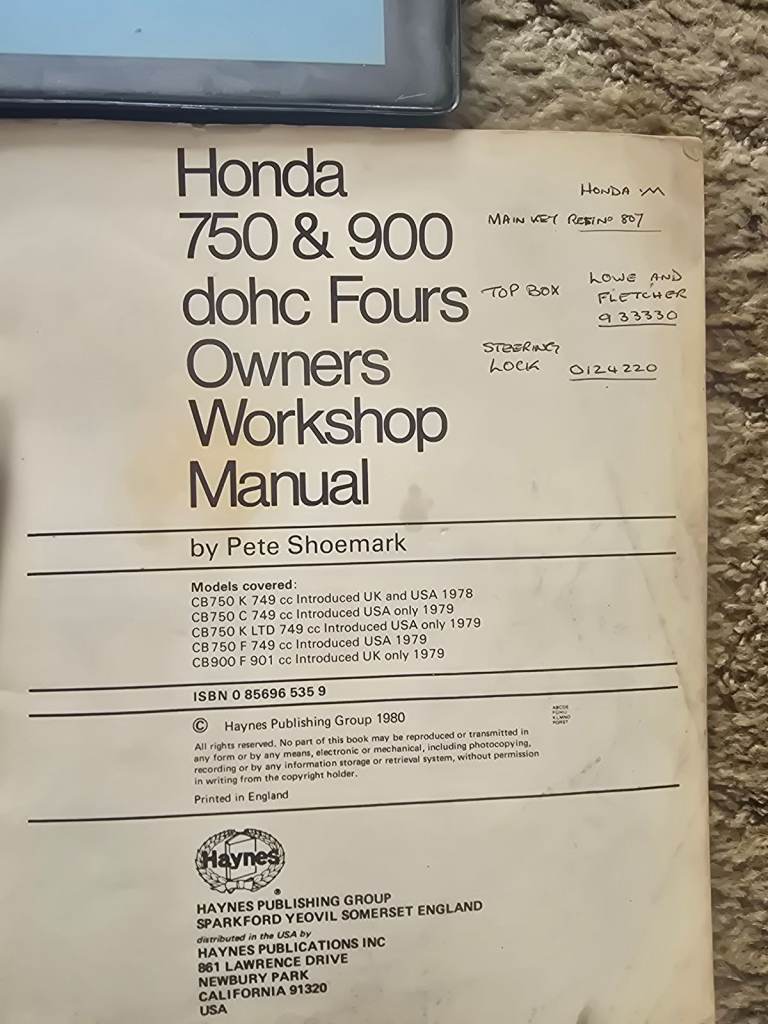 Honda
750 & 900
dohc Fours
Owners
Workshop
Manual
HONDA
MAIN KEY REGINO 807
TOP BOX LOWE AND
FLETCHER
933330
STEERING
LOCK 0124220
by Pete Shoemark
Models covered:
CB750 K 749 cc Introduced UK and USA 1978
CB750 C 749 cc Introduced USA only 1979
CB750 K LTD 749 cc Introduced USA only 1979
CB750 F 749 cc Introduced USA 1979
CB900 F 901 cc Introduced UK only 1979
ISBN 0 85696 535 9
© Haynes Publishing Group 1980
ABCDE
FGHIJ
KLMNO
PQRST
All rights reserved. No part of this book may be reproduced or transmitted in
any form or by any means, electronic or mechanical, including photocopying,
recording or by any information storage or retrieval system, without permission
in writing from the copyright holder.
Printed in England
Haynes
®
HAYNES PUBLISHING GROUP
SPARKFORD YEOVIL SOMERSET ENGLAND
distributed in the USA by
HAYNES PUBLICATIONS INC
861 LAWRENCE DRIVE
NEWBURY PARK
CALIFORNIA 91320
USA